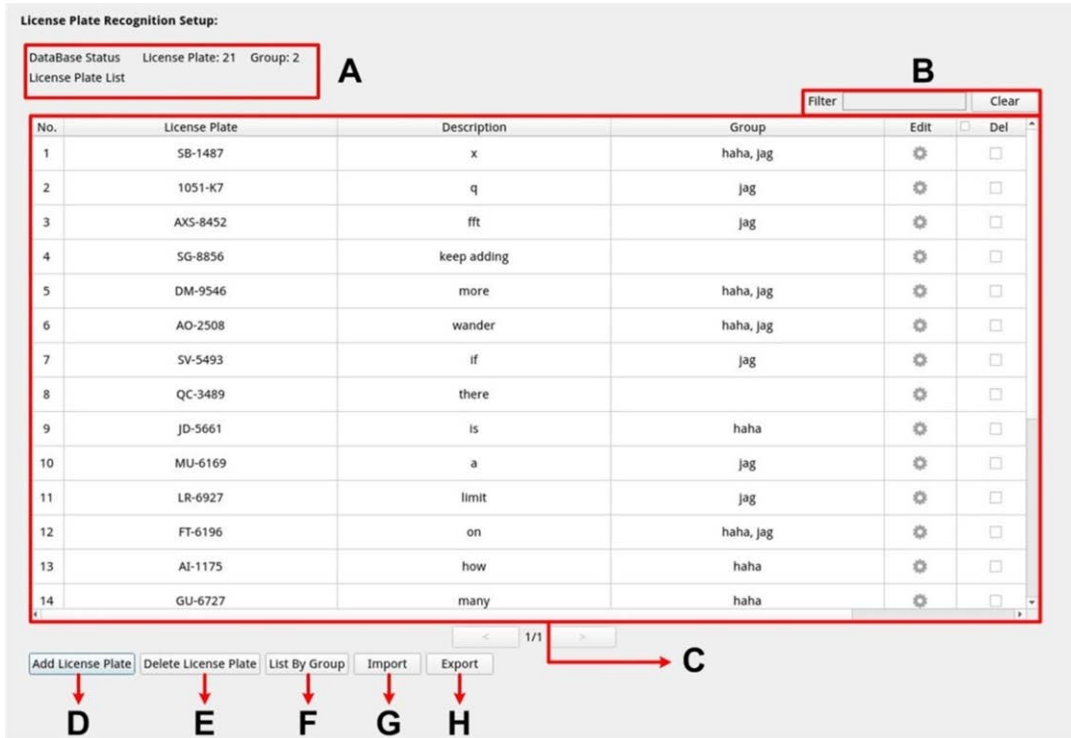 License Plate Recognition Setup:
DataBase Status License Plate: 21 Group: 2
License Plate List
A
B
Filter Clear
No. License Plate Description Group Edit Del
1 SB-1487 x haha, jag
2 1051-K7 q jag
3 AXS-8452 fft jag
4 SG-8856 keep adding
5 DM-9546 more haha, jag
6 AO-2508 wander haha, jag
7 SV-5493 if jag
8 QC-3489 there
9 JD-5661 is haha
10 MU-6169 a jag
11 LR-6927 limit jag
12 FT-6196 on haha, jag
13 AI-1175 how haha
14 GU-6727 many haha
< 1/1 >
C
Add License Plate Delete License Plate List By Group Import Export
D E F G H